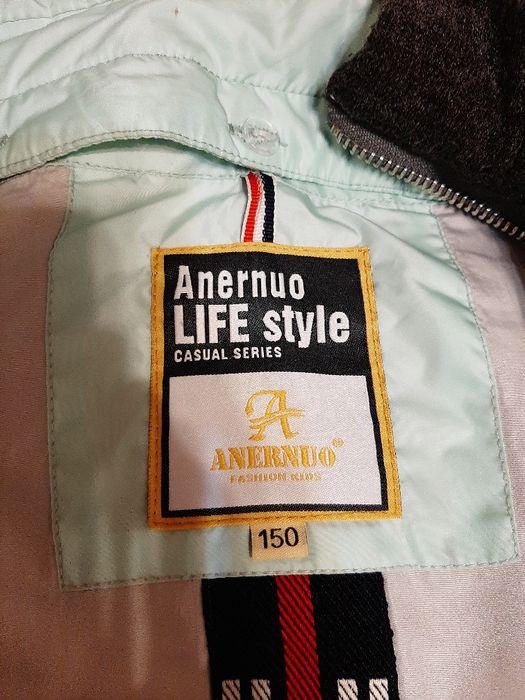 Anernuo
LIFE style
CASUAL SERIES
A
ANERNUO®
FASHION KIDS
150